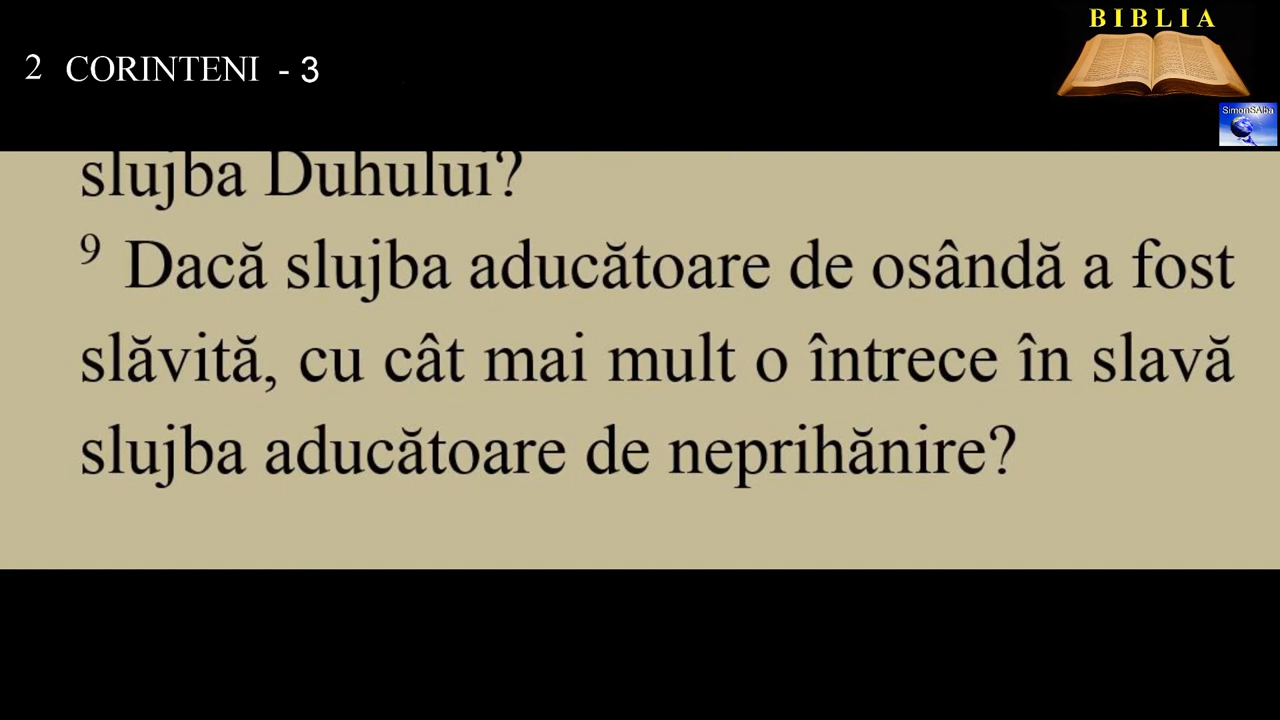 BIBLIA
2 CORINTENI - 3
SimonSAlba
slujba Duhului?
9 Dacă slujba aducătoare de osândă a fost
slăvită, cu cât mai mult o întrece în slavă
slujba aducătoare de neprihănire?